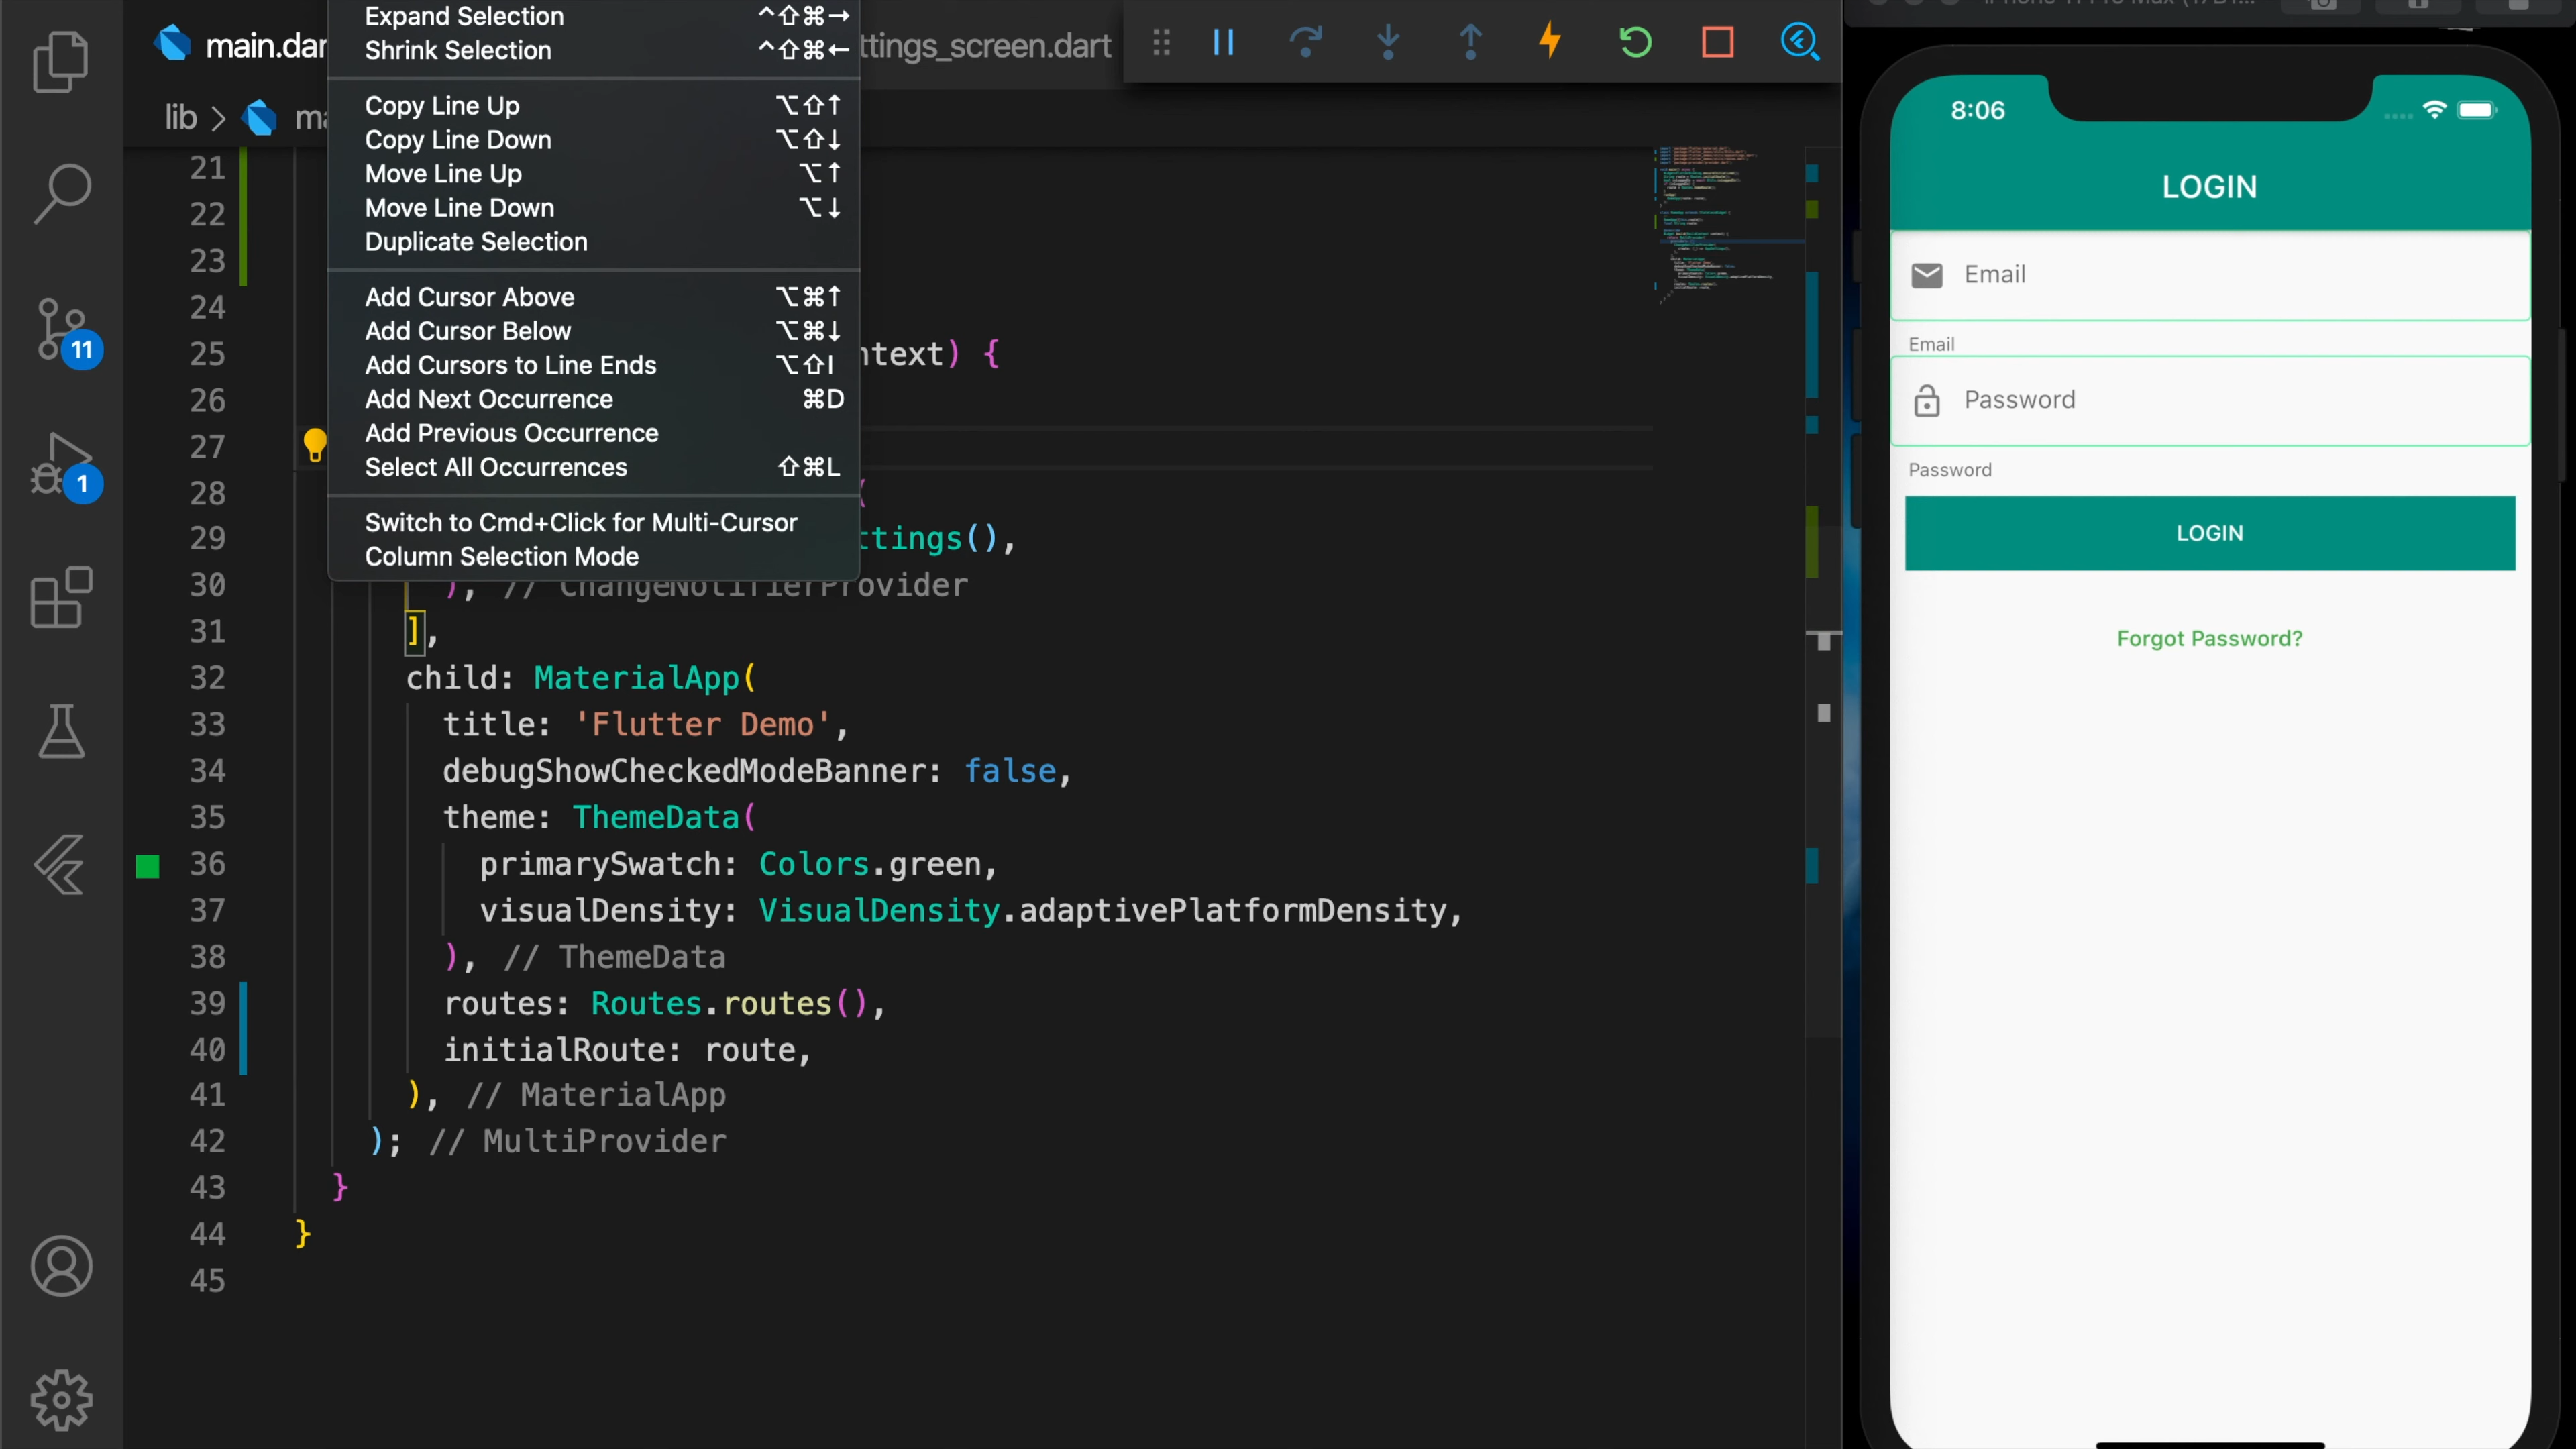 Expand Selection ^⇧⌘→
Shrink Selection ^⇧⌘←
main.dar
ttings_screen.dart
lib >
Copy Line Up ⌥⇧↑
Copy Line Down ⌥⇧↓
Move Line Up ⌥↑
Move Line Down ⌥↓
Duplicate Selection
Add Cursor Above ⌥⌘↑
Add Cursor Below ⌥⌘↓
Add Cursors to Line Ends ⌥⇧I
Add Next Occurrence ⌘D
Add Previous Occurrence
Select All Occurrences ⇧⌘L
Switch to Cmd+Click for Multi-Cursor
Column Selection Mode
11
1
21
22
23
24
25 ntext) {
26
27
28 (
29 ttings(),
30 ), // ChangeNotifierProvider
31 ],
32 child: MaterialApp(
33 title: 'Flutter Demo',
34 debugShowCheckedModeBanner: false,
35 theme: ThemeData(
36 primarySwatch: Colors.green,
37 visualDensity: VisualDensity.adaptivePlatformDensity,
38 ), // ThemeData
39 routes: Routes.routes(),
40 initialRoute: route,
41 ), // MaterialApp
42 ); // MultiProvider
43 }
44 }
45
8:06
LOGIN
Email
Email
Password
Password
LOGIN
Forgot Password?